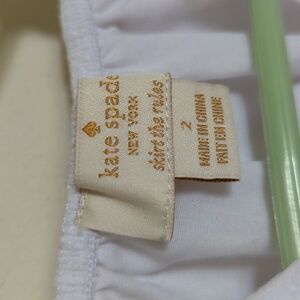 kate spade
NEW YORK
skirt the rules
2
MADE IN CHINA
FAIT EN CHINE